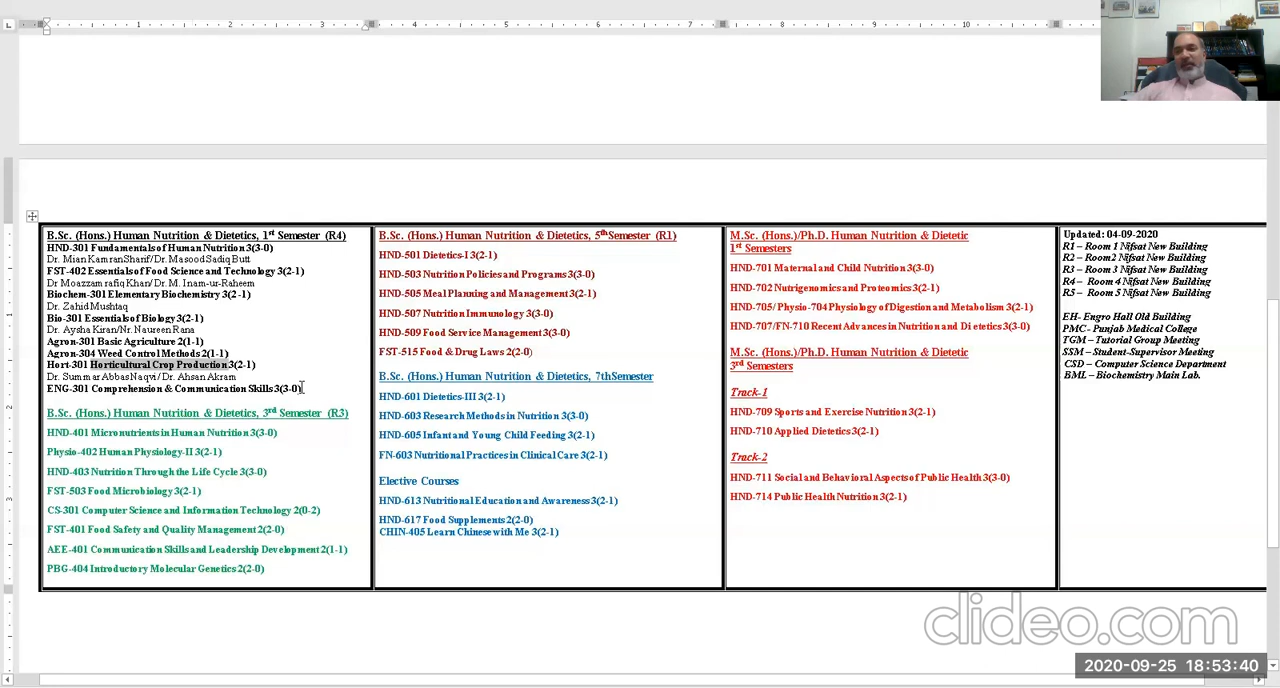 B.Sc. (Hons.) Human Nutrition & Dietetics, 1st Semester (R4)
HND-301 Fundamentals of Human Nutrition 3(3-0)
Dr. Mian Kamran Sharif/ Dr. Masood Sadiq Butt
FST-402 Essentials of Food Science and Technology 3(2-1)
Dr Moazzam rafiq Khan/ Dr. M. Inam-ur-Raheem
Biochem-301 Elementary Biochemistry 3(2-1)
Dr. Zahid Mushtaq
Bio-301 Essentials of Biology 3(2-1)
Dr. Aysha Kiran/Nr. Naureen Rana
Agron-301 Basic Agriculture 2(1-1)
Agron-304 Weed Control Methods 2(1-1)
Hort-301 Horticultural Crop Production 3(2-1)
Dr. Summar Abbas Naqvi / Dr. Ahsan Akram
ENG-301 Comprehension & Communication Skills 3(3-0)
B.Sc. (Hons.) Human Nutrition & Dietetics, 3rd Semester (R3)
HND-401 Micronutrients in Human Nutrition 3(3-0)
Physio-402 Human Physiology-II 3(2-1)
HND-403 Nutrition Through the Life Cycle 3(3-0)
FST-503 Food Microbiology 3(2-1)
CS-301 Computer Science and Information Technology 2(0-2)
FST-401 Food Safety and Quality Management 2(2-0)
AEE-401 Communication Skills and Leadership Development 2(1-1)
PBG-404 Introductory Molecular Genetics 2(2-0)
B.Sc. (Hons.) Human Nutrition & Dietetics, 5th Semester (R1)
HND-501 Dietetics-I 3(2-1)
HND-503 Nutrition Policies and Programs 3(3-0)
HND-505 Meal Planning and Management 3(2-1)
HND-507 Nutrition Immunology 3(3-0)
HND-509 Food Service Management 3(3-0)
FST-515 Food & Drug Laws 2(2-0)
B.Sc. (Hons.) Human Nutrition & Dietetics, 7thSemester
HND-601 Dietetics-III 3(2-1)
HND-603 Research Methods in Nutrition 3(3-0)
HND-605 Infant and Young Child Feeding 3(2-1)
FN-603 Nutritional Practices in Clinical Care 3(2-1)
Elective Courses
HND-613 Nutritional Education and Awareness 3(2-1)
HND-617 Food Supplements 2(2-0)
CHIN-405 Learn Chinese with Me 3(2-1)
M.Sc. (Hons.)/Ph.D. Human Nutrition & Dietetic
1st Semesters
HND-701 Maternal and Child Nutrition 3(3-0)
HND-702 Nutrigenomics and Proteomics 3(2-1)
HND-705/ Physio-704 Physiology of Digestion and Metabolism 3(2-1)
HND-707/FN-710 Recent Advances in Nutrition and Di etetics 3(3-0)
M.Sc. (Hons.)/Ph.D. Human Nutrition & Dietetic
3rd Semesters
Track-1
HND-709 Sports and Exercise Nutrition 3(2-1)
HND-710 Applied Dietetics 3(2-1)
Track-2
HND-711 Social and Behavioral Aspects of Public Health 3(3-0)
HND-714 Public Health Nutrition 3(2-1)
Updated: 04-09-2020
R1 – Room 1 Nifsat New Building
R2 – Room2 Nifsat New Building
R3 – Room 3 Nifsat New Building
R4 – Room 4 Nifsat New Building
R5 – Room 5 Nifsat New Building
EH- Engro Hall Old Building
PMC- Punjab Medical College
TGM – Tutorial Group Meeting
SSM – Student-Supervisor Meeting
CSD – Computer Science Department
BML – Biochemistry Main Lab.
clideo.com
2020-09-25 18:53:40
1 2 3 4 5 6 7 8 9 10
1
2
3